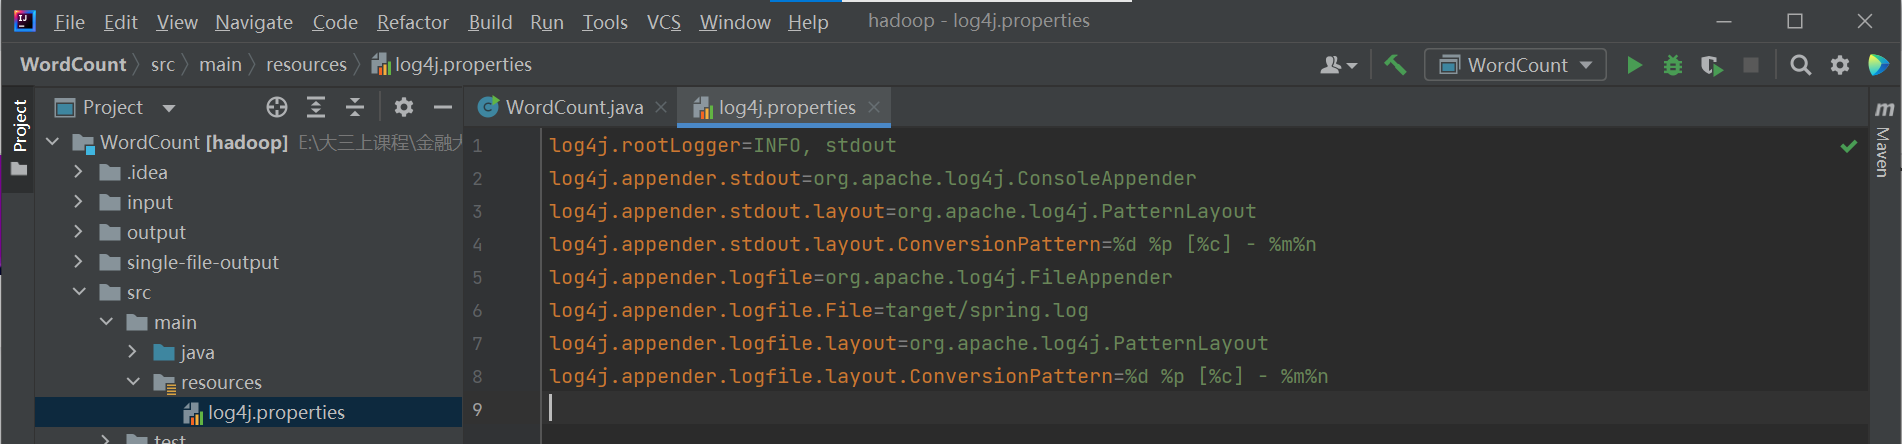 File Edit View Navigate Code Refactor Build Run Tools VCS Window Help hadoop - log4j.properties
WordCount src main resources log4j.properties WordCount
Project
Project
WordCount.java
log4j.properties
WordCount [hadoop] E:\大三上课程\金融
.idea
input
output
single-file-output
src
main
java
resources
log4j.properties
test
1 log4j.rootLogger=INFO, stdout
2 log4j.appender.stdout=org.apache.log4j.ConsoleAppender
3 log4j.appender.stdout.layout=org.apache.log4j.PatternLayout
4 log4j.appender.stdout.layout.ConversionPattern=%d %p [%c] - %m%n
5 log4j.appender.logfile=org.apache.log4j.FileAppender
6 log4j.appender.logfile.File=target/spring.log
7 log4j.appender.logfile.layout=org.apache.log4j.PatternLayout
8 log4j.appender.logfile.layout.ConversionPattern=%d %p [%c] - %m%n
9
m Maven